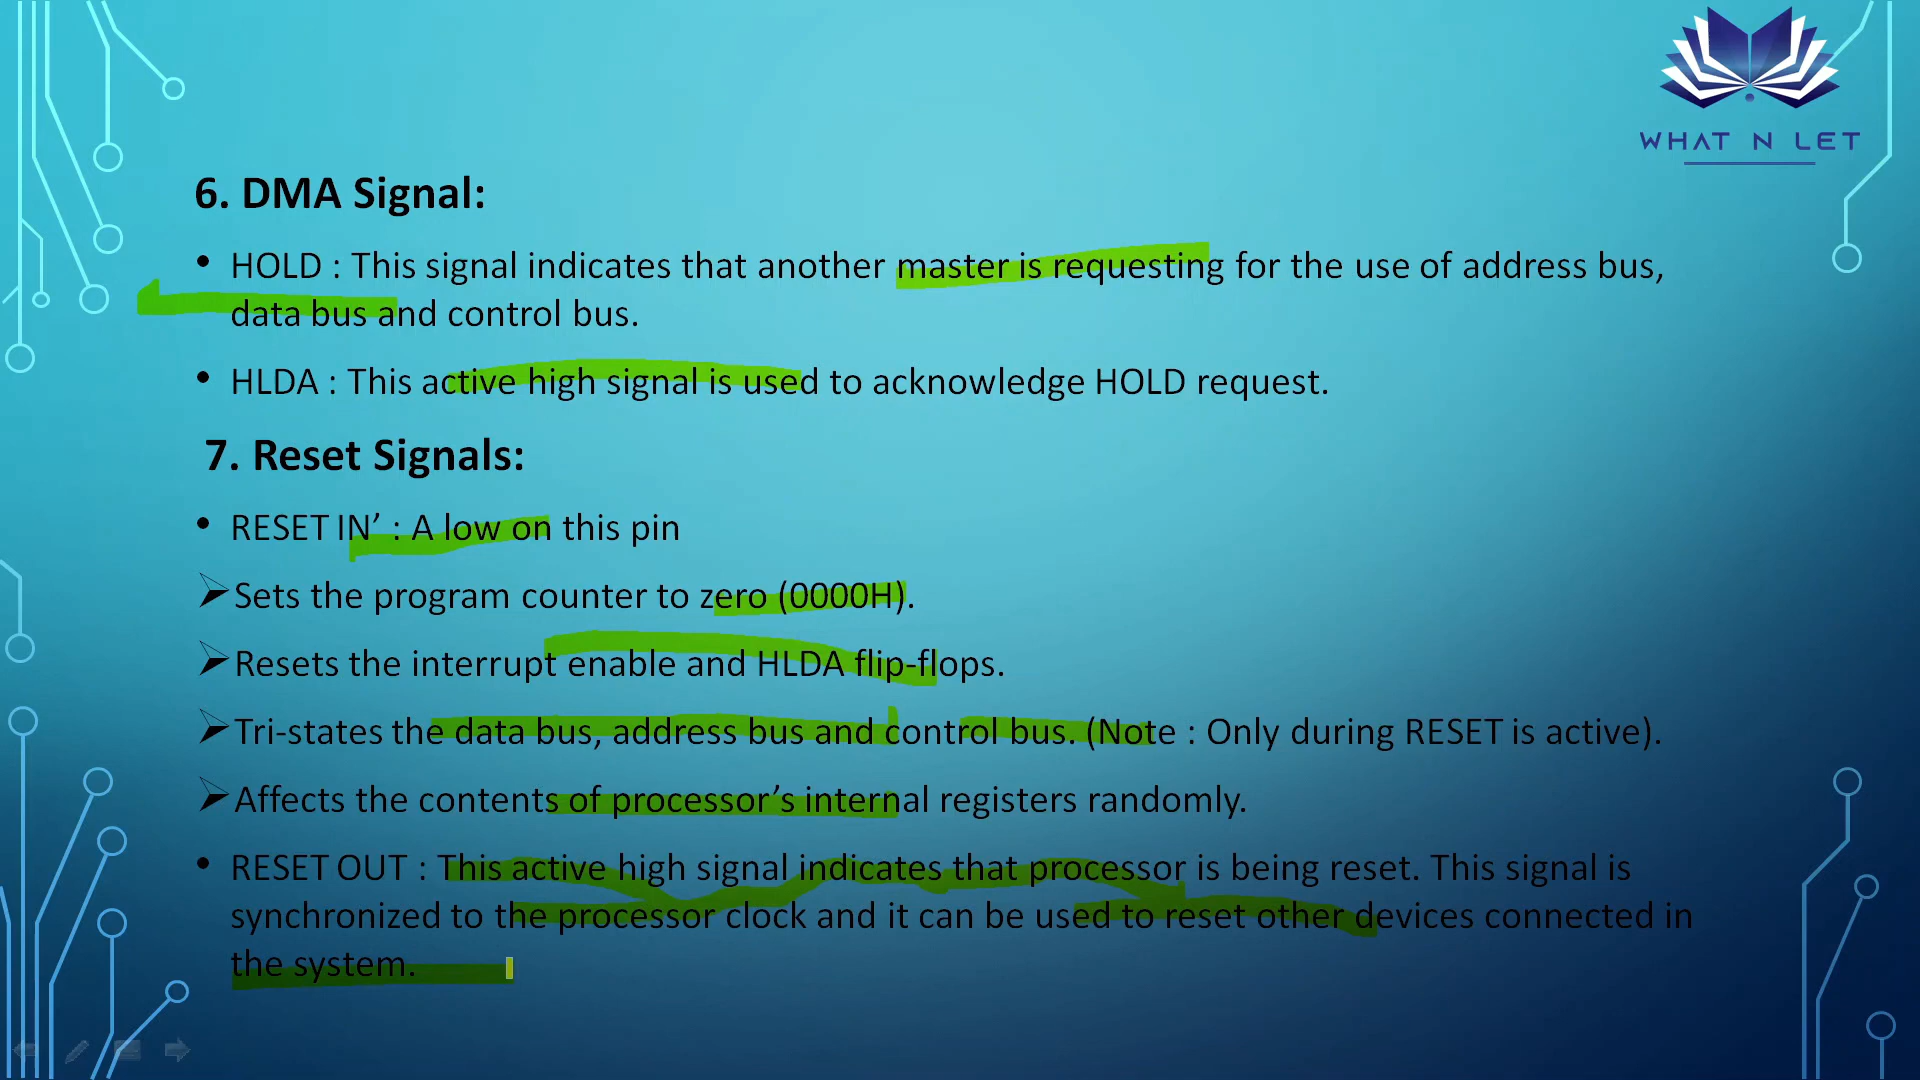 WHAT N LET
6. DMA Signal:
• HOLD : This signal indicates that another master is requesting for the use of address bus,
data bus and control bus.
• HLDA : This active high signal is used to acknowledge HOLD request.
7. Reset Signals:
• RESET IN’ : A low on this pin
➢Sets the program counter to zero (0000H).
➢Resets the interrupt enable and HLDA flip-flops.
➢Tri-states the data bus, address bus and control bus. (Note : Only during RESET is active).
➢Affects the contents of processor’s internal registers randomly.
• RESET OUT : This active high signal indicates that processor is being reset. This signal is
synchronized to the processor clock and it can be used to reset other devices connected in
the system.